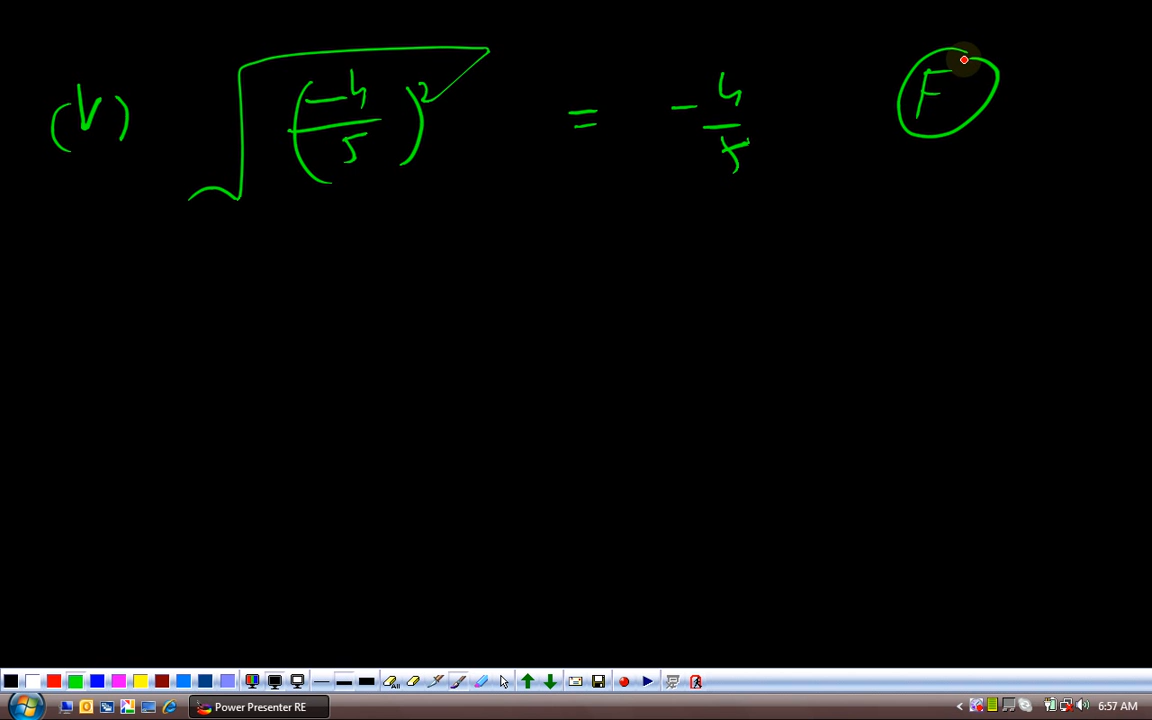 (V) √(-4/5)² = -4/5 F
Power Presenter RE
6:57 AM